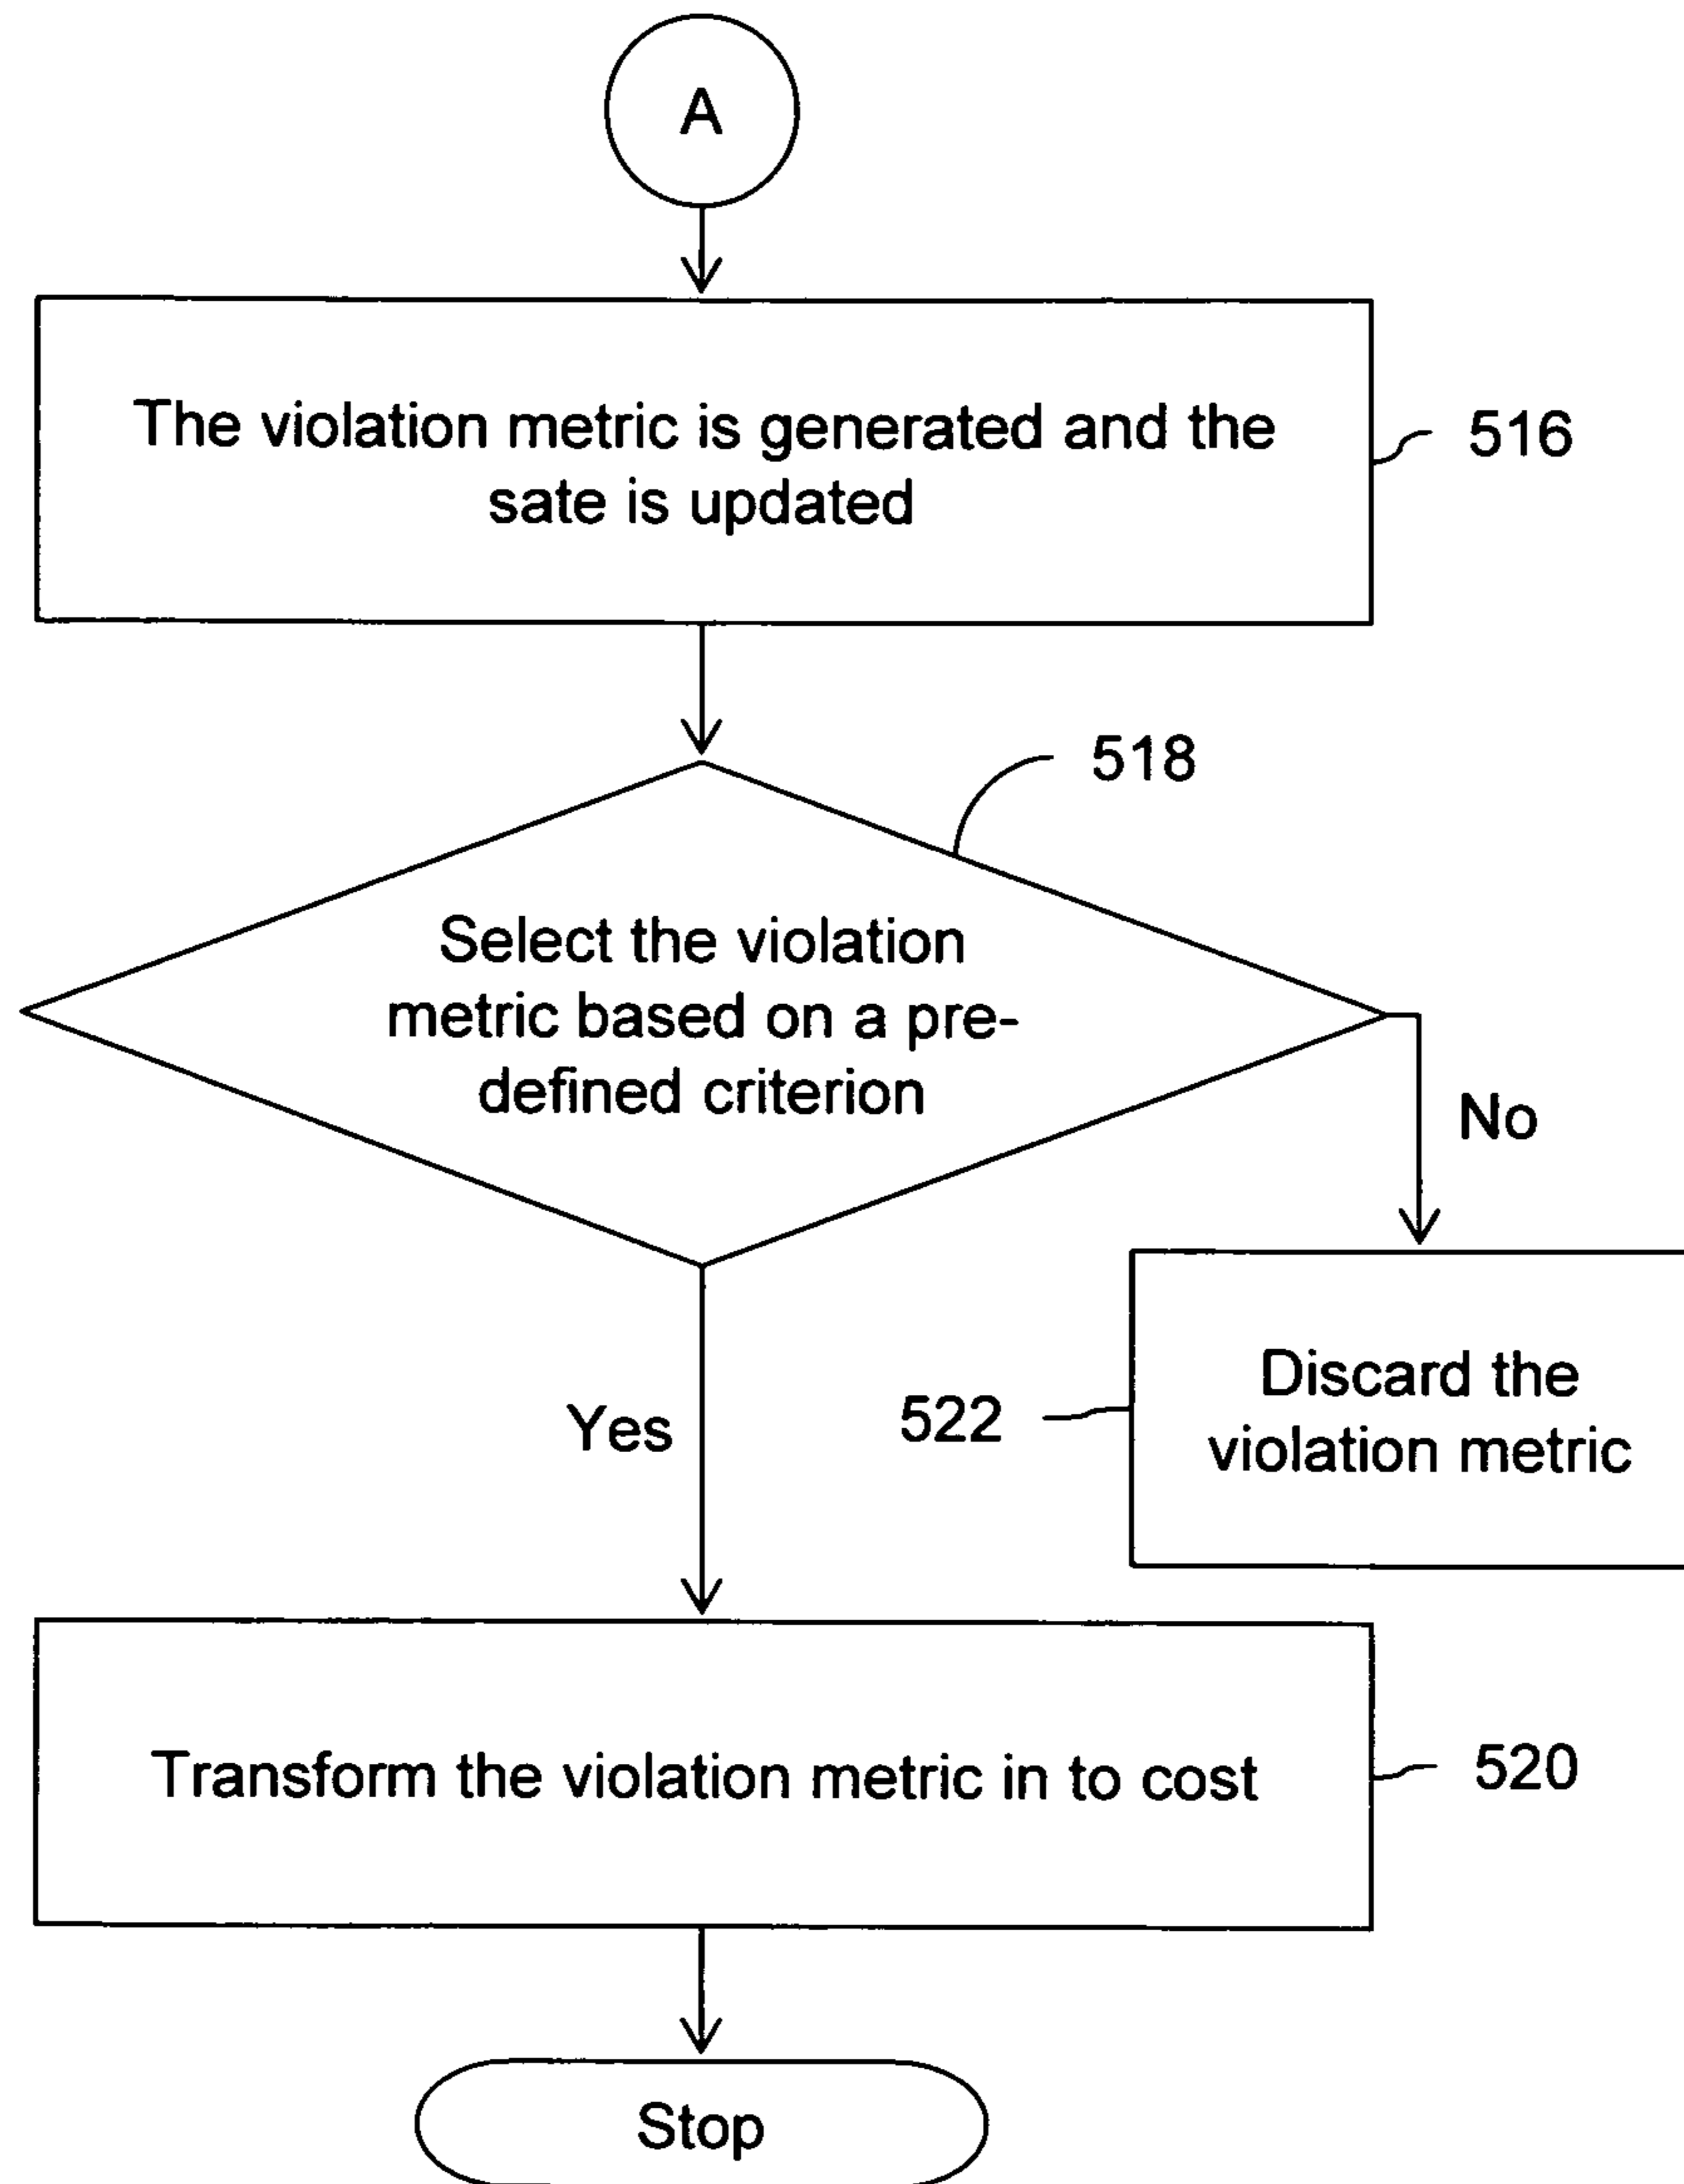 A
The violation metric is generated and the
sate is updated
516
518
Select the violation
metric based on a pre-
defined criterion
No
Yes
522
Discard the
violation metric
Transform the violation metric in to cost
520
Stop